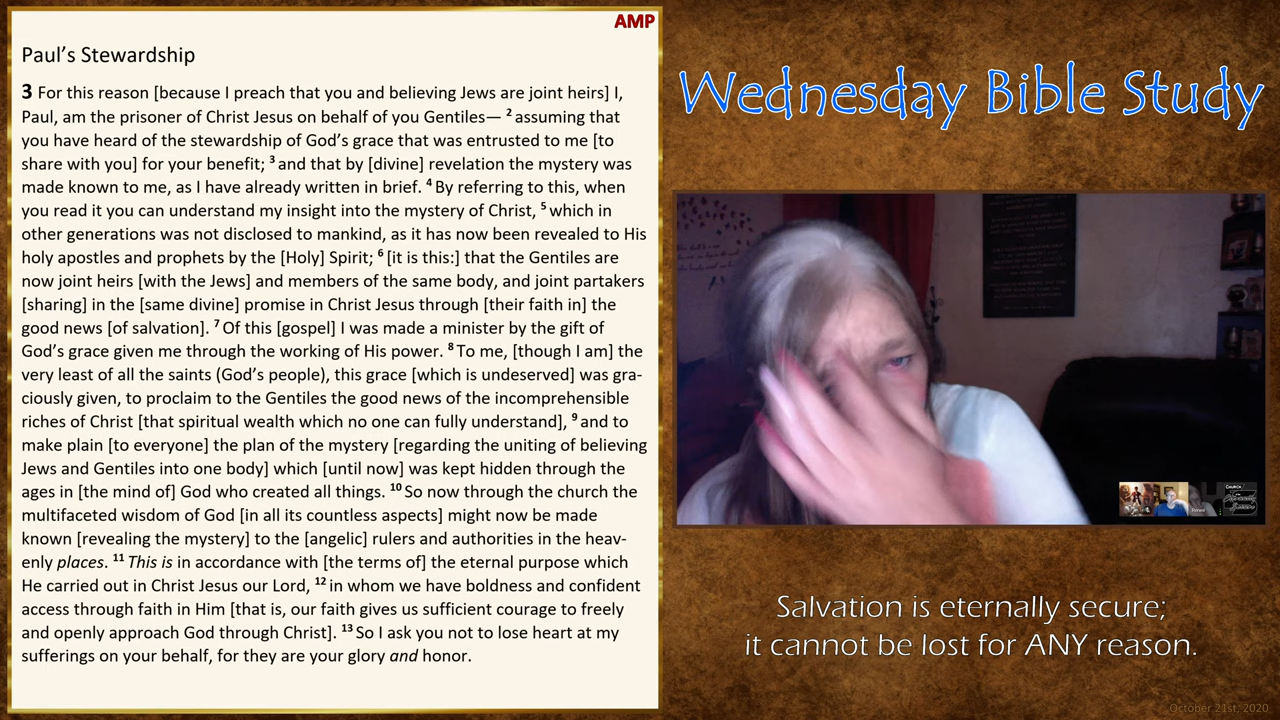 AMP
Paul’s Stewardship
3 For this reason [because I preach that you and believing Jews are joint heirs] I,
Paul, am the prisoner of Christ Jesus on behalf of you Gentiles— 2 assuming that
you have heard of the stewardship of God’s grace that was entrusted to me [to
share with you] for your benefit; 3 and that by [divine] revelation the mystery was
made known to me, as I have already written in brief. 4 By referring to this, when
you read it you can understand my insight into the mystery of Christ, 5 which in
other generations was not disclosed to mankind, as it has now been revealed to His
holy apostles and prophets by the [Holy] Spirit; 6 [it is this:] that the Gentiles are
now joint heirs [with the Jews] and members of the same body, and joint partakers
[sharing] in the [same divine] promise in Christ Jesus through [their faith in] the
good news [of salvation]. 7 Of this [gospel] I was made a minister by the gift of
God’s grace given me through the working of His power. 8 To me, [though I am] the
very least of all the saints (God’s people), this grace [which is undeserved] was gra-
ciously given, to proclaim to the Gentiles the good news of the incomprehensible
riches of Christ [that spiritual wealth which no one can fully understand], 9 and to
make plain [to everyone] the plan of the mystery [regarding the uniting of believing
Jews and Gentiles into one body] which [until now] was kept hidden through the
ages in [the mind of] God who created all things. 10 So now through the church the
multifaceted wisdom of God [in all its countless aspects] might now be made
known [revealing the mystery] to the [angelic] rulers and authorities in the heav-
enly places. 11 This is in accordance with [the terms of] the eternal purpose which
He carried out in Christ Jesus our Lord, 12 in whom we have boldness and confident
access through faith in Him [that is, our faith gives us sufficient courage to freely
and openly approach God through Christ]. 13 So I ask you not to lose heart at my
sufferings on your behalf, for they are your glory and honor.
Wednesday Bible Study
Renee
CHURCH
Salvation is eternally secure;
it cannot be lost for ANY reason.
October 21st, 2020